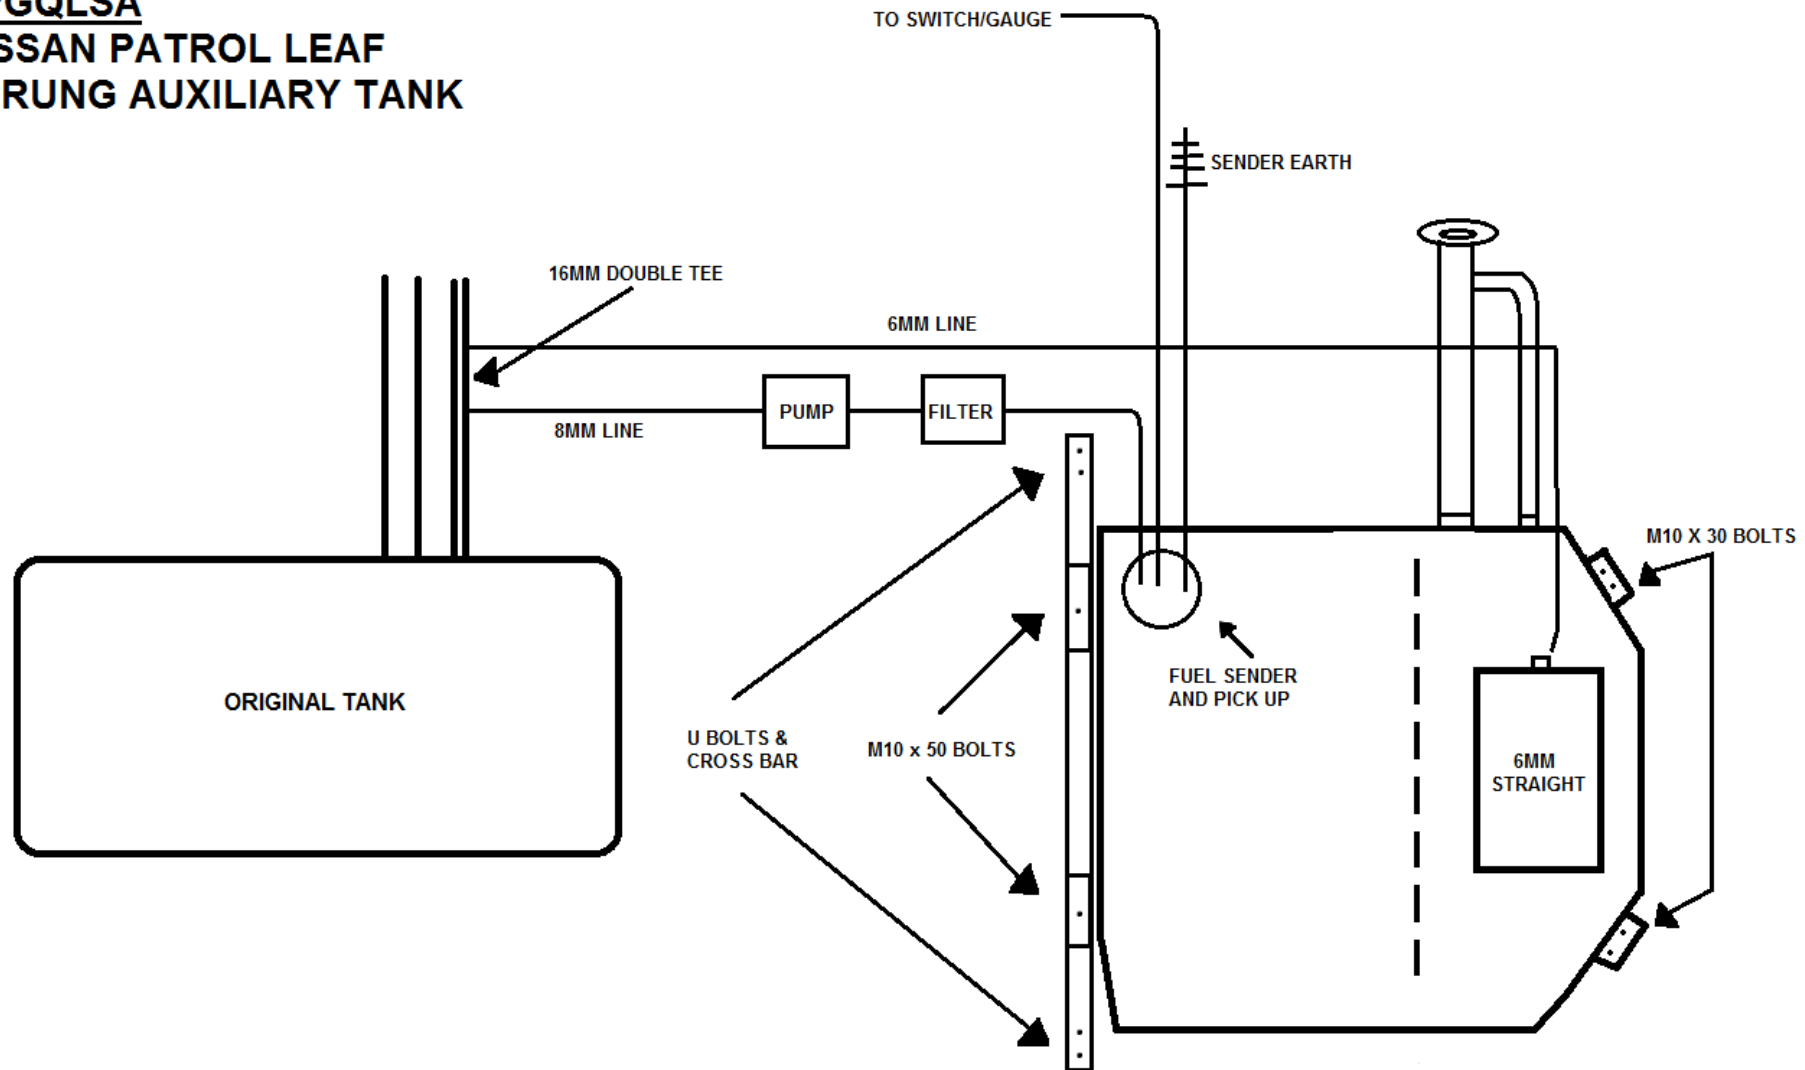 GQLSA
SSAN PATROL LEAF
RUNG AUXILIARY TANK
TO SWITCH/GAUGE
SENDER EARTH
16MM DOUBLE TEE
6MM LINE
PUMP
FILTER
8MM LINE
M10 X 30 BOLTS
FUEL SENDER
AND PICK UP
ORIGINAL TANK
U BOLTS &
CROSS BAR
M10 x 50 BOLTS
6MM
STRAIGHT